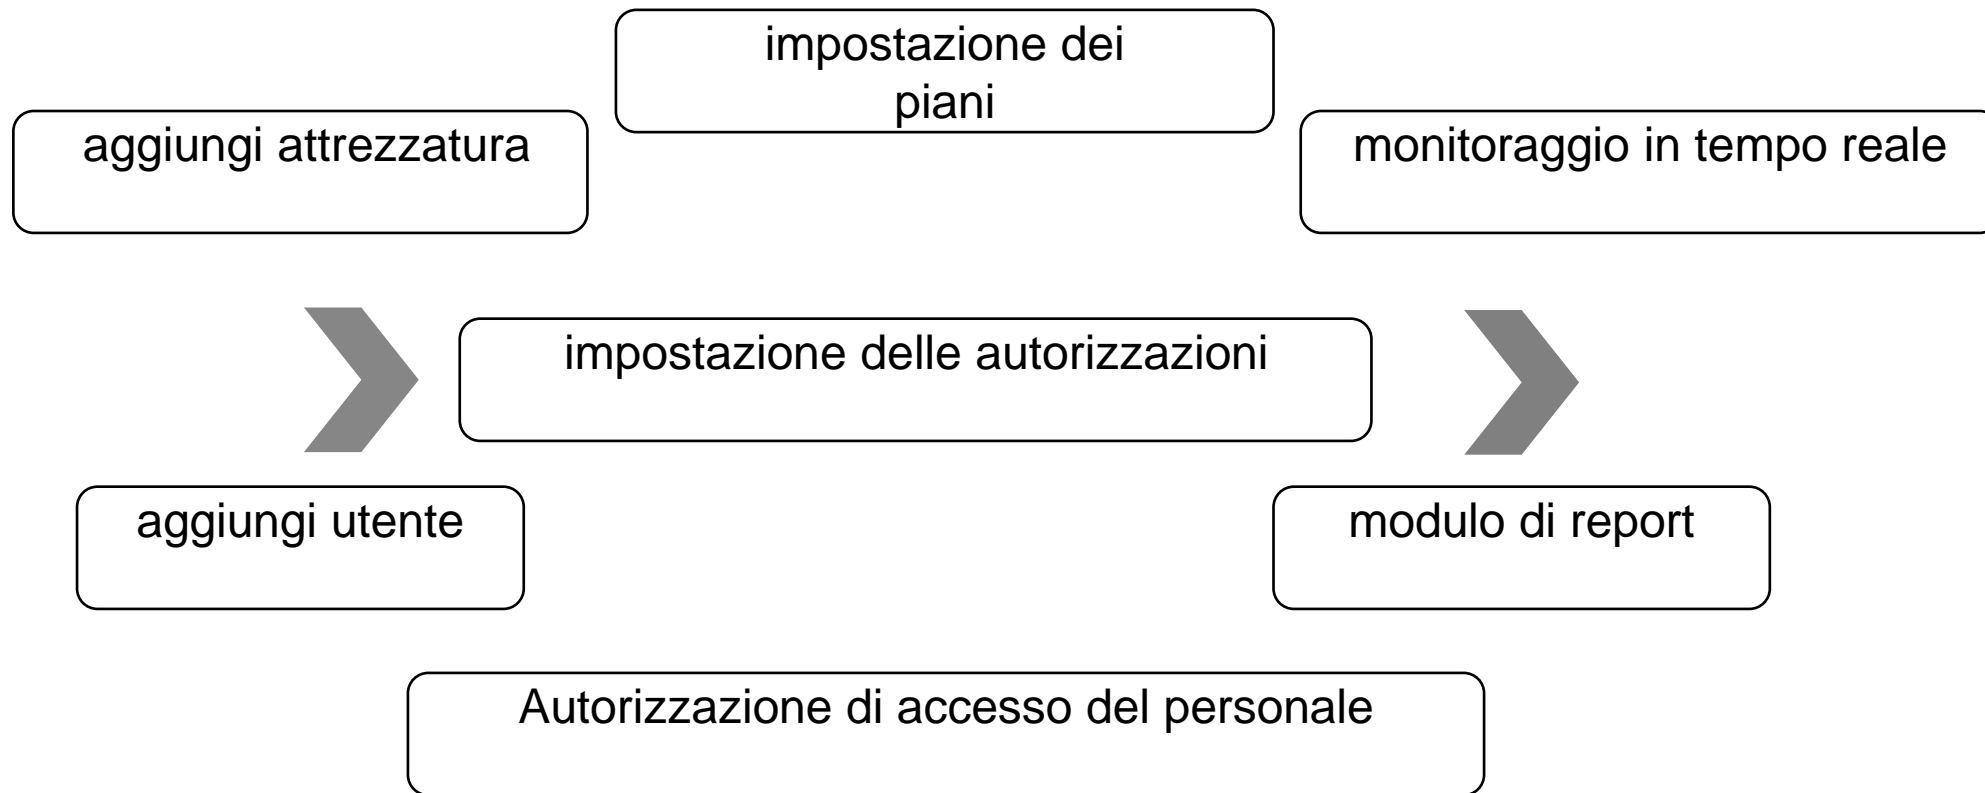 impostazione dei
piani
aggiungi attrezzatura
monitoraggio in tempo reale
impostazione delle autorizzazioni
aggiungi utente
modulo di report
Autorizzazione di accesso del personale